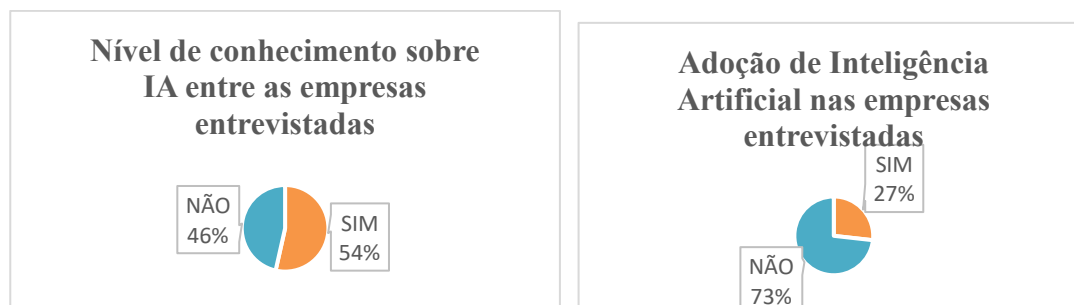 Nível de conhecimento sobre
IA entre as empresas
entrevistadas
NÃO
46%
SIM
54%
Adoção de Inteligência
Artificial nas empresas
entrevistadas
SIM
27%
NÃO
73%